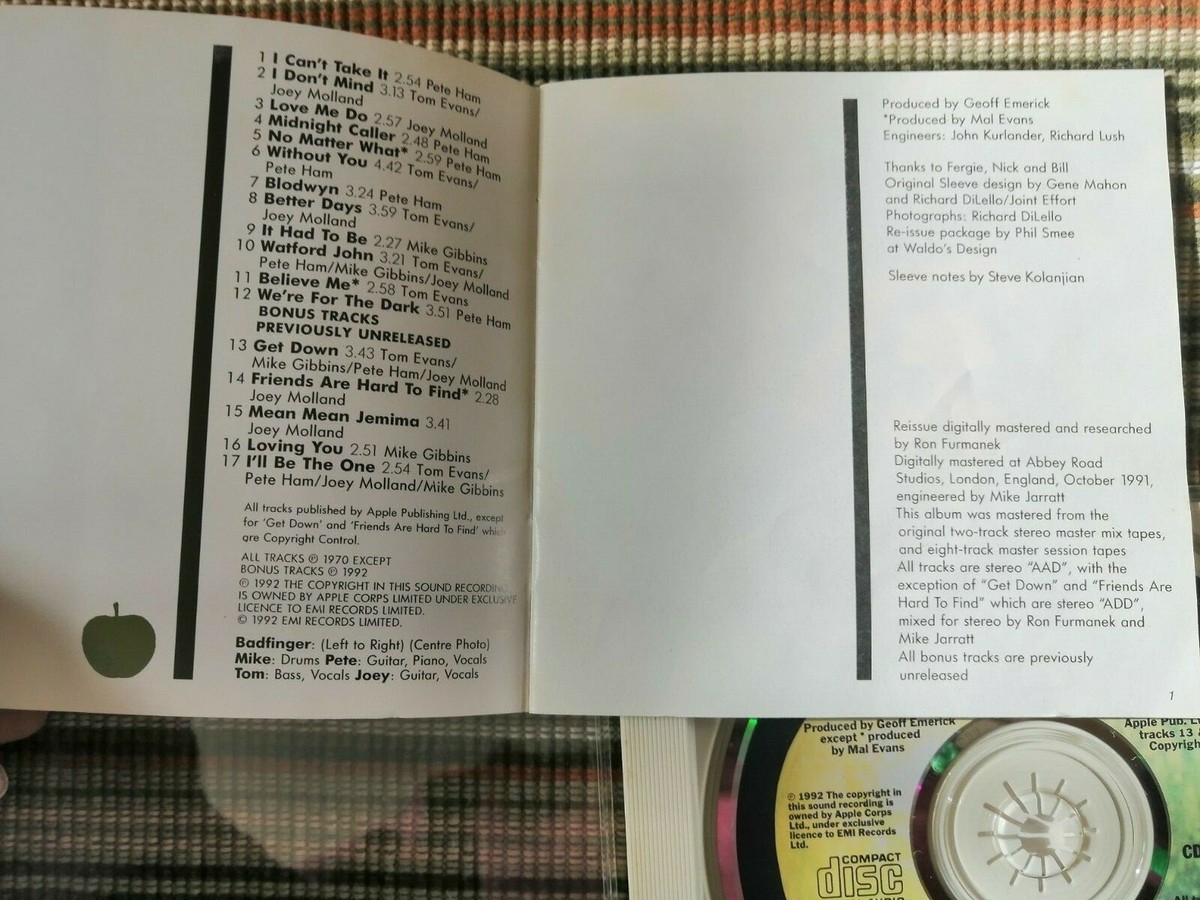 1 I Can't Take It 2.54 Pete Ham
2 I Don't Mind 3.13 Tom Evans/
Joey Molland
3 Love Me Do 2.57 Joey Molland
4 Midnight Caller 2.48 Pete Ham
5 No Matter What* 2.59 Pete Ham
6 Without You 4.42 Tom Evans/
Pete Ham
7 Blodwyn 3.24 Pete Ham
8 Better Days 3.59 Tom Evans/
Joey Molland
9 It Had To Be 2.27 Mike Gibbins
10 Watford John 3.21 Tom Evans/
Pete Ham/Mike Gibbins/Joey Molland
11 Believe Me* 2.58 Tom Evans
12 We're For The Dark 3.51 Pete Ham
BONUS TRACKS
PREVIOUSLY UNRELEASED
13 Get Down 3.43 Tom Evans/
Mike Gibbins/Pete Ham/Joey Molland
14 Friends Are Hard To Find* 2.28
Joey Molland
15 Mean Mean Jemima 3.41
Joey Molland
16 Loving You 2.51 Mike Gibbins
17 I'll Be The One 2.54 Tom Evans/
Pete Ham/Joey Molland/Mike Gibbins
All tracks published by Apple Publishing Ltd., except
for 'Get Down' and 'Friends Are Hard To Find' which
are Copyright Control.
ALL TRACKS ℗ 1970 EXCEPT
BONUS TRACKS ℗ 1992
℗ 1992 THE COPYRIGHT IN THIS SOUND RECORDING
IS OWNED BY APPLE CORPS LIMITED UNDER EXCLUSIVE
LICENCE TO EMI RECORDS LIMITED.
© 1992 EMI RECORDS LIMITED.
Badfinger: (Left to Right) (Centre Photo)
Mike: Drums Pete: Guitar, Piano, Vocals
Tom: Bass, Vocals Joey: Guitar, Vocals
Produced by Geoff Emerick
*Produced by Mal Evans
Engineers: John Kurlander, Richard Lush
Thanks to Fergie, Nick and Bill
Original Sleeve design by Gene Mahon
and Richard DiLello/Joint Effort
Photographs: Richard DiLello
Re-issue package by Phil Smee
at Waldo's Design
Sleeve notes by Steve Kolanjian
Reissue digitally mastered and researched
by Ron Furmanek
Digitally mastered at Abbey Road
Studios, London, England, October 1991,
engineered by Mike Jarratt
This album was mastered from the
original two-track stereo master mix tapes,
and eight-track master session tapes
All tracks are stereo "AAD", with the
exception of "Get Down" and "Friends Are
Hard To Find" which are stereo "ADD",
mixed for stereo by Ron Furmanek and
Mike Jarratt
All bonus tracks are previously
unreleased
1
Produced by Geoff Emerick
except * produced
by Mal Evans
℗ 1992 The copyright in
this sound recording is
owned by Apple Corps
Ltd., under exclusive
licence to EMI Records
Ltd.
COMPACT
disc
Apple Pub.
tracks 13
Copyrigh
CD